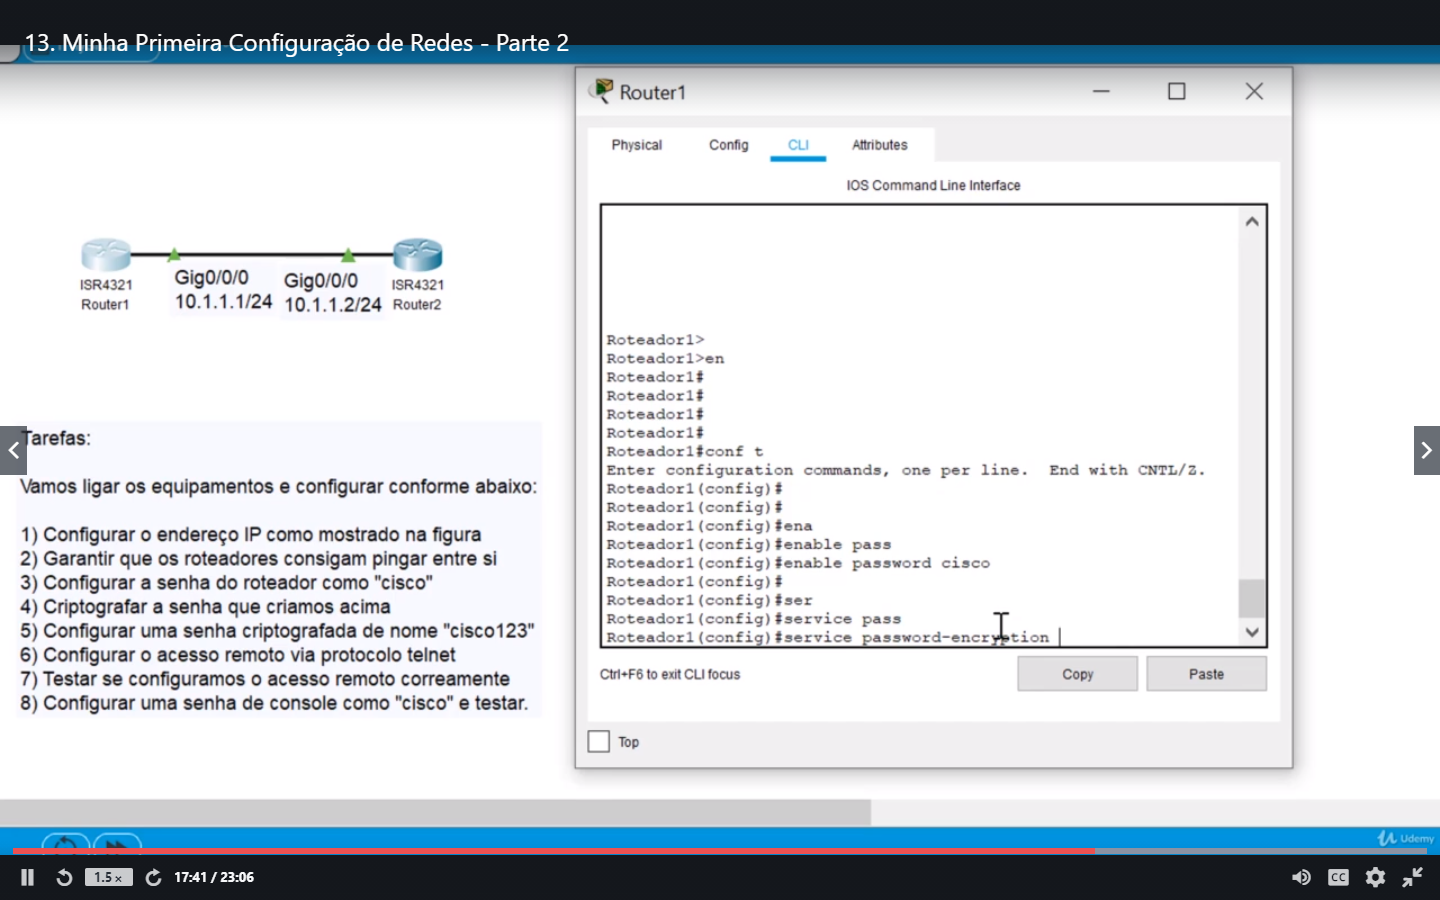 13. Minha Primeira Configuração de Redes - Parte 2
Router1
Physical
Config
CLI
Attributes
IOS Command Line Interface
Roteador1>
Roteador1>en
Roteador1#
Roteador1#
Roteador1#
Roteador1#
Roteador1#conf t
Enter configuration commands, one per line.  End with CNTL/Z.
Roteador1(config)#
Roteador1(config)#
Roteador1(config)#ena
Roteador1(config)#enable pass
Roteador1(config)#enable password cisco
Roteador1(config)#
Roteador1(config)#ser
Roteador1(config)#service pass
Roteador1(config)#service password-encryption
Ctrl+F6 to exit CLI focus
Copy
Paste
Top
ISR4321
Router1
Gig0/0/0
10.1.1.1/24
Gig0/0/0
10.1.1.2/24
ISR4321
Router2
Tarefas:
Vamos ligar os equipamentos e configurar conforme abaixo:
1) Configurar o endereço IP como mostrado na figura
2) Garantir que os roteadores consigam pingar entre si
3) Configurar a senha do roteador como "cisco"
4) Criptografar a senha que criamos acima
5) Configurar uma senha criptografada de nome "cisco123"
6) Configurar o acesso remoto via protocolo telnet
7) Testar se configuramos o acesso remoto correamente
8) Configurar uma senha de console como "cisco" e testar.
Udemy
1.5×
17:41 / 23:06
CC